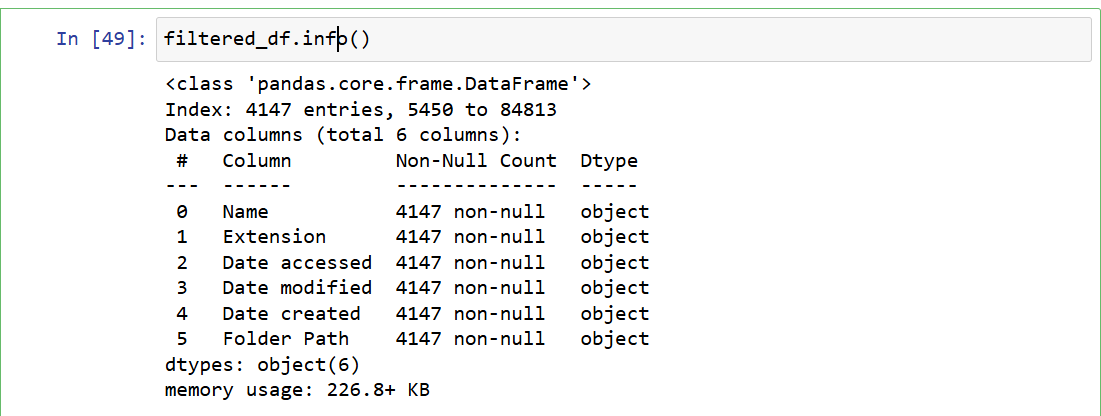 In [49]: filtered_df.info()
<class 'pandas.core.frame.DataFrame'>
Index: 4147 entries, 5450 to 84813
Data columns (total 6 columns):
 #   Column         Non-Null Count  Dtype
---  ------         --------------  -----
 0   Name           4147 non-null   object
 1   Extension      4147 non-null   object
 2   Date accessed  4147 non-null   object
 3   Date modified  4147 non-null   object
 4   Date created   4147 non-null   object
 5   Folder Path    4147 non-null   object
dtypes: object(6)
memory usage: 226.8+ KB